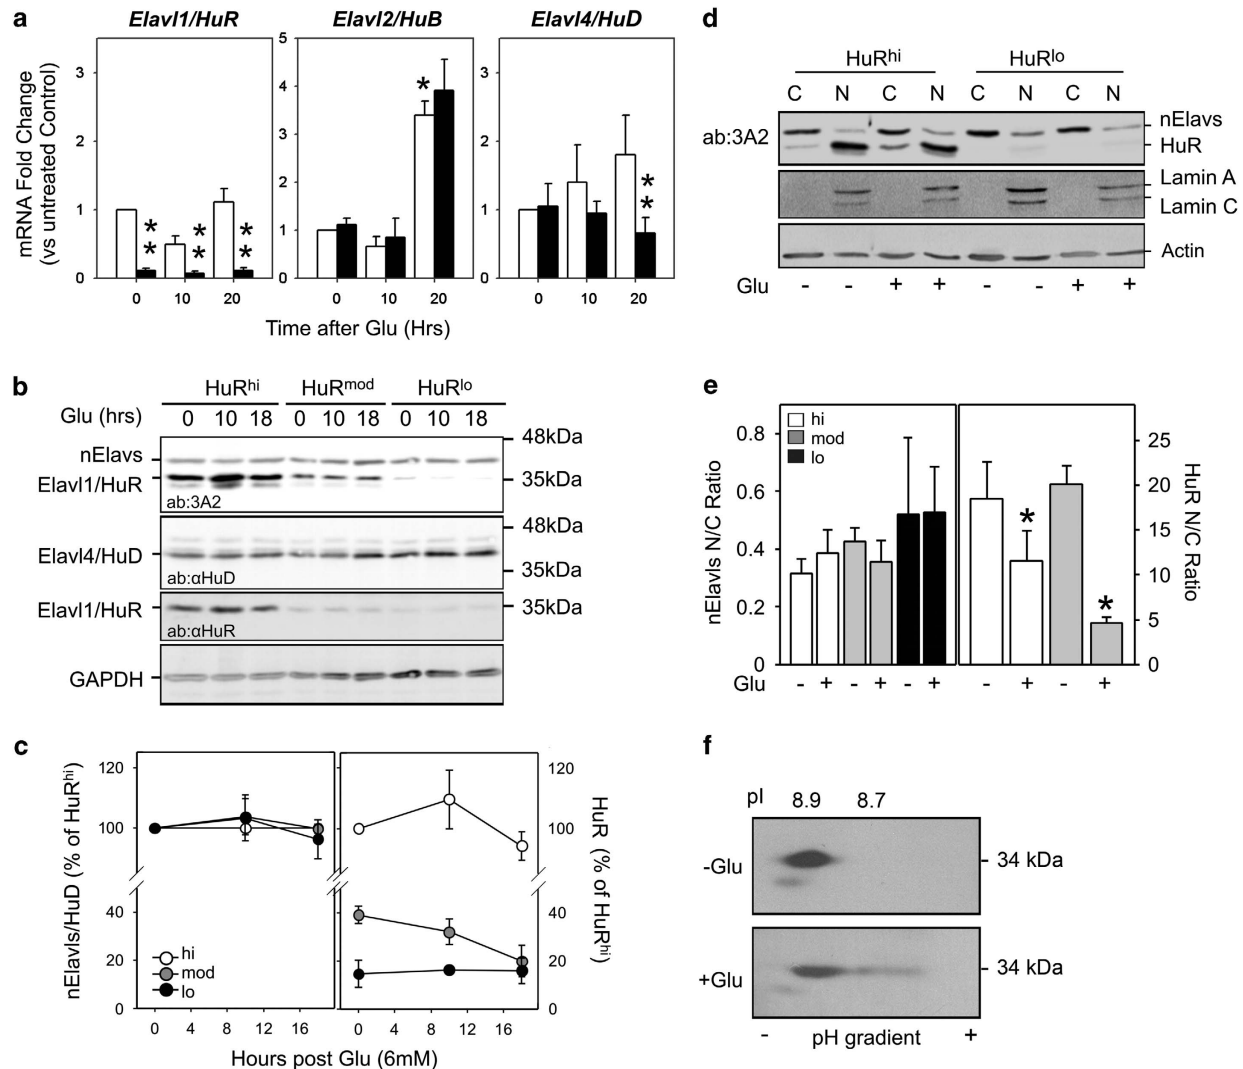 a
Elavl1/HuR Elavl2/HuB Elavl4/HuD
mRNA Fold Change
(vs untreated Control)
3
2
1
0
5
4
3
2
1
0
3
2
1
0
* * * * * * * * *
0 10 20 0 10 20 0 10 20
Time after Glu (Hrs)
b
HuRhi HuRmod HuRlo
Glu (hrs) 0 10 18 0 10 18 0 10 18
nElavs 48kDa
Elavl1/HuR 35kDa
ab:3A2
48kDa
Elavl4/HuD
35kDa
ab:αHuD
Elavl1/HuR 35kDa
ab:αHuR
GAPDH
c
nElavls/HuD (% of HuRhi)
120
100
40
20
0
hi
mod
lo
120
100
40
20
0
HuR (% of HuRhi)
0 4 8 12 16 0 4 8 12 16
Hours post Glu (6mM)
d
HuRhi HuRlo
C N C N C N C N
ab:3A2
nElavs
HuR
Lamin A
Lamin C
Actin
Glu - - + + - - + +
e
hi
mod
lo
nElavls N/C Ratio
0.8
0.6
0.4
0.2
0
25
20
15
10
5
0
HuR N/C Ratio
* *
Glu - + - + - + - + - +
f
pI 8.9 8.7
-Glu 34 kDa
+Glu 34 kDa
- pH gradient +